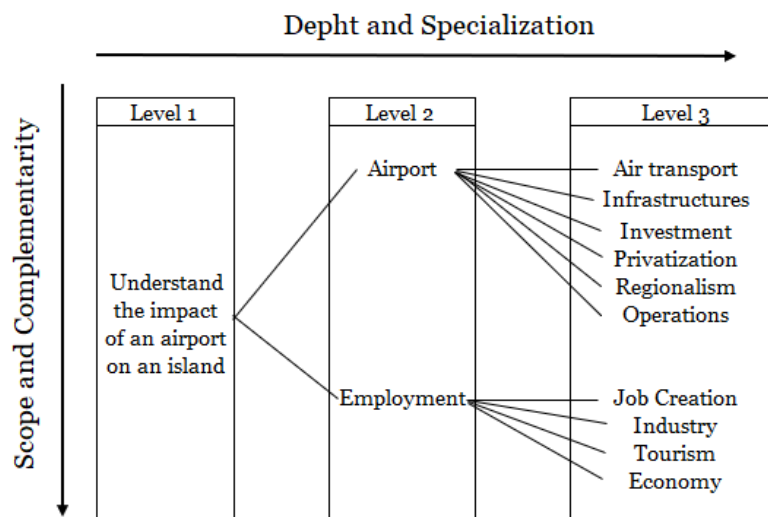 Depht and Specialization
Scope and Complementarity
Level 1
Level 2
Level 3
Understand
the impact
of an airport
on an island
Airport
Employment
Air transport
Infrastructures
Investment
Privatization
Regionalism
Operations
Job Creation
Industry
Tourism
Economy